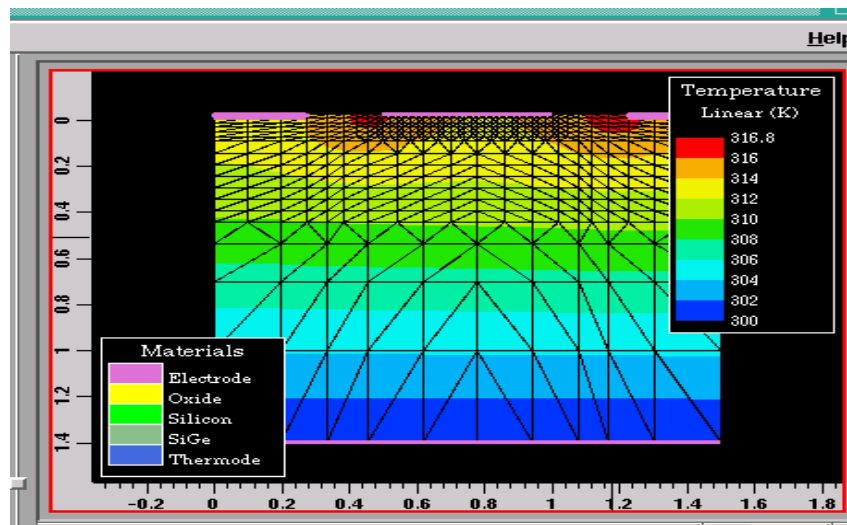 Help
Temperature
Linear (K)
316.8
316
314
312
310
308
306
304
302
300
0
0.2
0.4
0.6
0.8
1
1.2
1.4
Materials
Electrode
Oxide
Silicon
SiGe
Thermode
-0.2 0 0.2 0.4 0.6 0.8 1 1.2 1.4 1.6 1.8